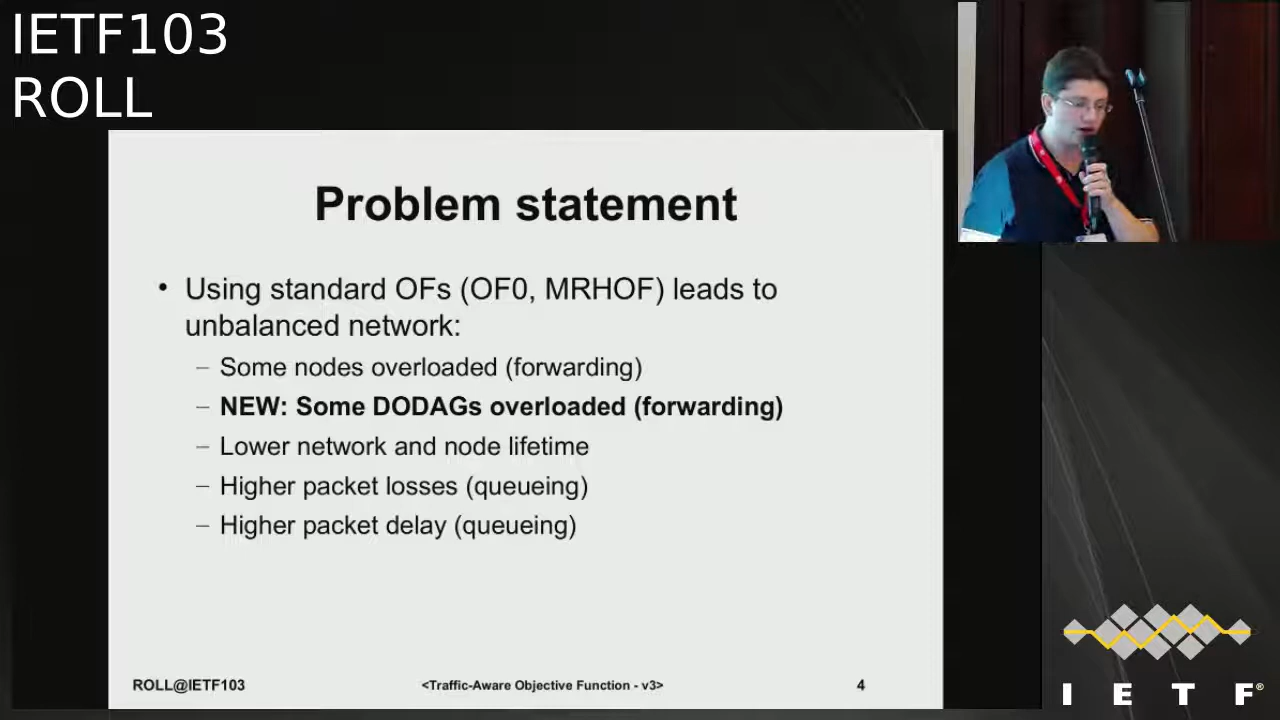 IETF103
ROLL
Problem statement
• Using standard OFs (OF0, MRHOF) leads to
unbalanced network:
– Some nodes overloaded (forwarding)
– NEW: Some DODAGs overloaded (forwarding)
– Lower network and node lifetime
– Higher packet losses (queueing)
– Higher packet delay (queueing)
ROLL@IETF103 <Traffic-Aware Objective Function - v3> 4
I E T F®